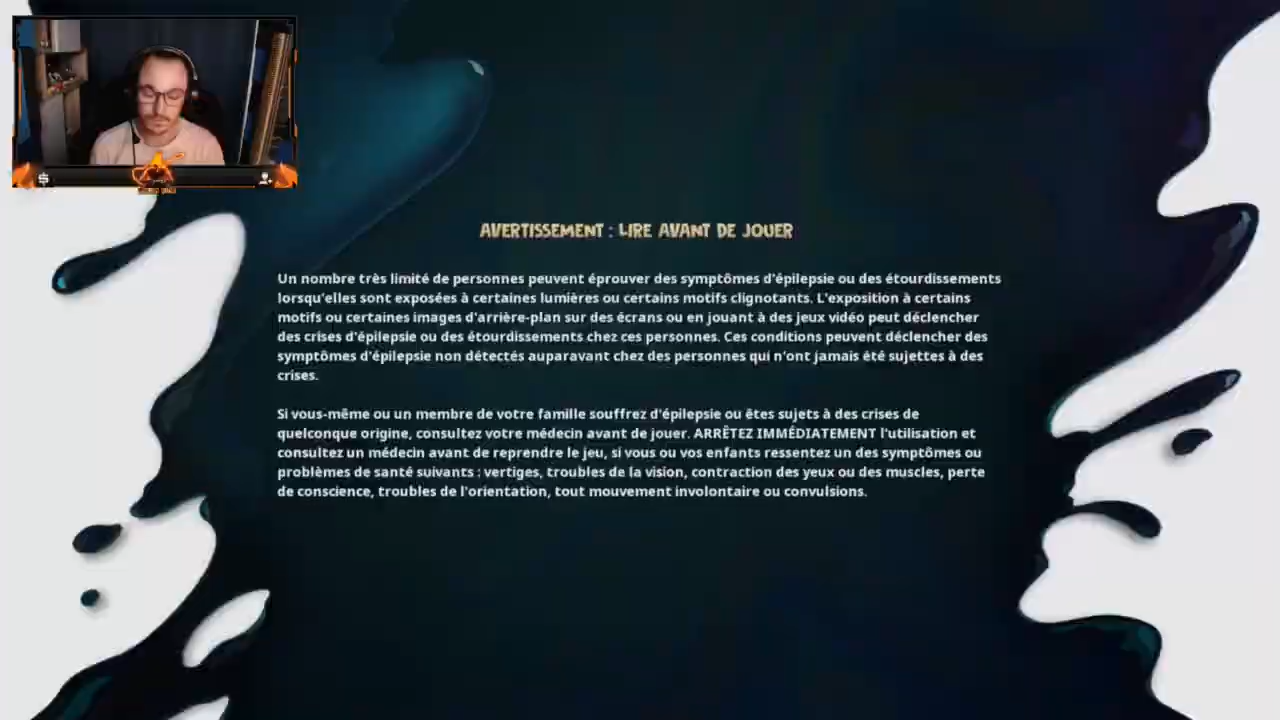 AVERTISSEMENT : LIRE AVANT DE JOUER
Un nombre très limité de personnes peuvent éprouver des symptômes d'épilepsie ou des étourdissements
lorsqu'elles sont exposées à certaines lumières ou certains motifs clignotants. L'exposition à certains
motifs ou certaines images d'arrière-plan sur des écrans ou en jouant à des jeux vidéo peut déclencher
des crises d'épilepsie ou des étourdissements chez ces personnes. Ces conditions peuvent déclencher des
symptômes d'épilepsie non détectés auparavant chez des personnes qui n'ont jamais été sujettes à des
crises.
Si vous-même ou un membre de votre famille souffrez d'épilepsie ou êtes sujets à des crises de
quelconque origine, consultez votre médecin avant de jouer. ARRÊTEZ IMMÉDIATEMENT l'utilisation et
consultez un médecin avant de reprendre le jeu, si vous ou vos enfants ressentez un des symptômes ou
problèmes de santé suivants : vertiges, troubles de la vision, contraction des yeux ou des muscles, perte
de conscience, troubles de l'orientation, tout mouvement involontaire ou convulsions.